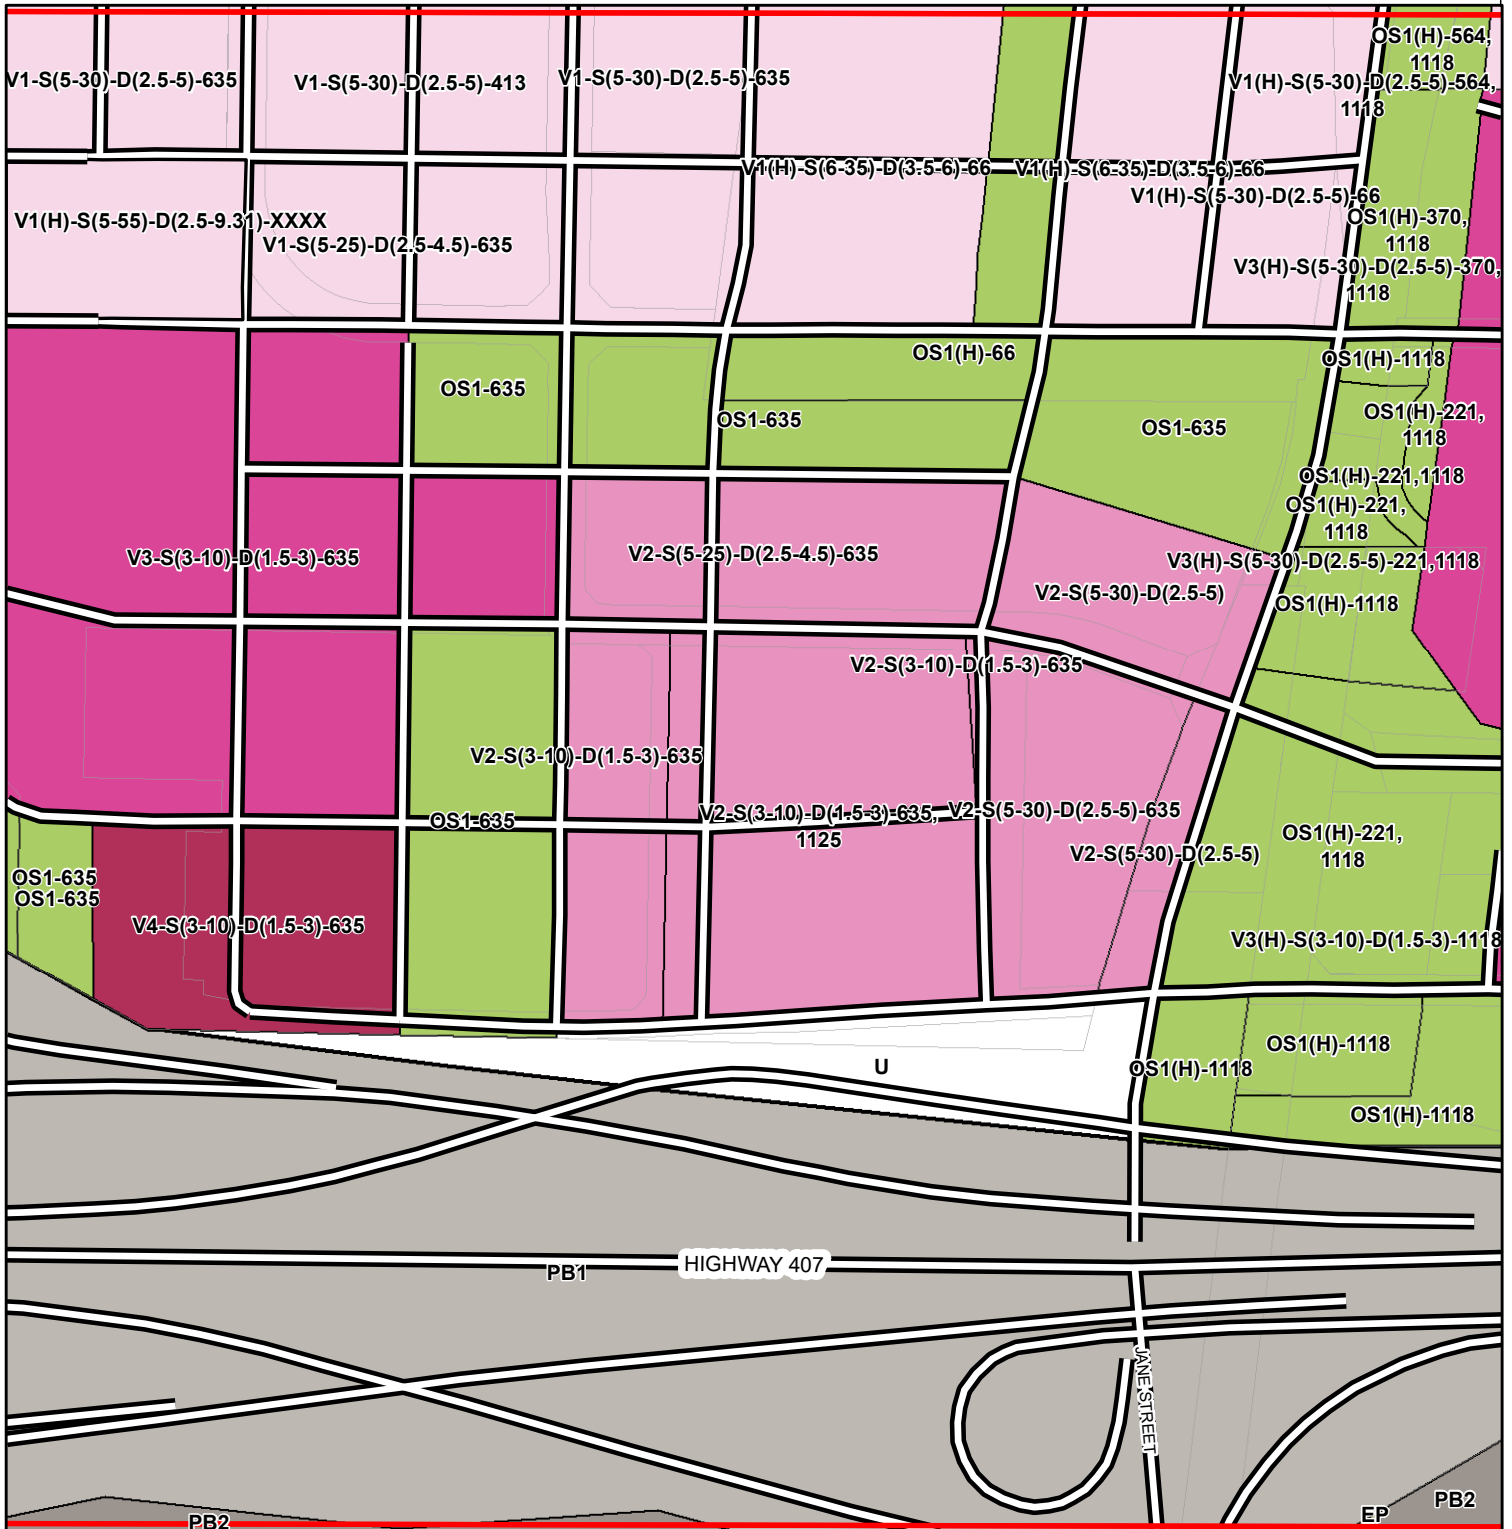 OS1(H)-564,
1118
V1-S(5-30)-D(2.5-5)-635
V1-S(5-30)-D(2.5-5)-413
V1-S(5-30)-D(2.5-5)-635
V1(H)-S(5-30)-D(2.5-5)-564,
1118
V1(H)-S(6-35)-D(3.5-6)-66
V1(H)-S(6-35)-D(3.5-6)-66
V1(H)-S(5-30)-D(2.5-5)-66
V1(H)-S(5-55)-D(2.5-9.31)-XXXX
OS1(H)-370,
1118
V1-S(5-25)-D(2.5-4.5)-635
V3(H)-S(5-30)-D(2.5-5)-370,
1118
OS1(H)-66
OS1(H)-1118
OS1-635
OS1-635
OS1-635
OS1(H)-221,
1118
OS1(H)-221,1118
OS1(H)-221,
1118
V3-S(3-10)-D(1.5-3)-635
V2-S(5-25)-D(2.5-4.5)-635
V3(H)-S(5-30)-D(2.5-5)-221,1118
V2-S(5-30)-D(2.5-5)
OS1(H)-1118
V2-S(3-10)-D(1.5-3)-635
V2-S(3-10)-D(1.5-3)-635
V2-S(3-10)-D(1.5-3)-635,
1125
V2-S(5-30)-D(2.5-5)-635
OS1-635
OS1(H)-221,
1118
V2-S(5-30)-D(2.5-5)
OS1-635
OS1-635
V4-S(3-10)-D(1.5-3)-635
V3(H)-S(3-10)-D(1.5-3)-1118
OS1(H)-1118
U
OS1(H)-1118
OS1(H)-1118
HIGHWAY 407
PB1
JANE STREET
PB2
EP
PB2